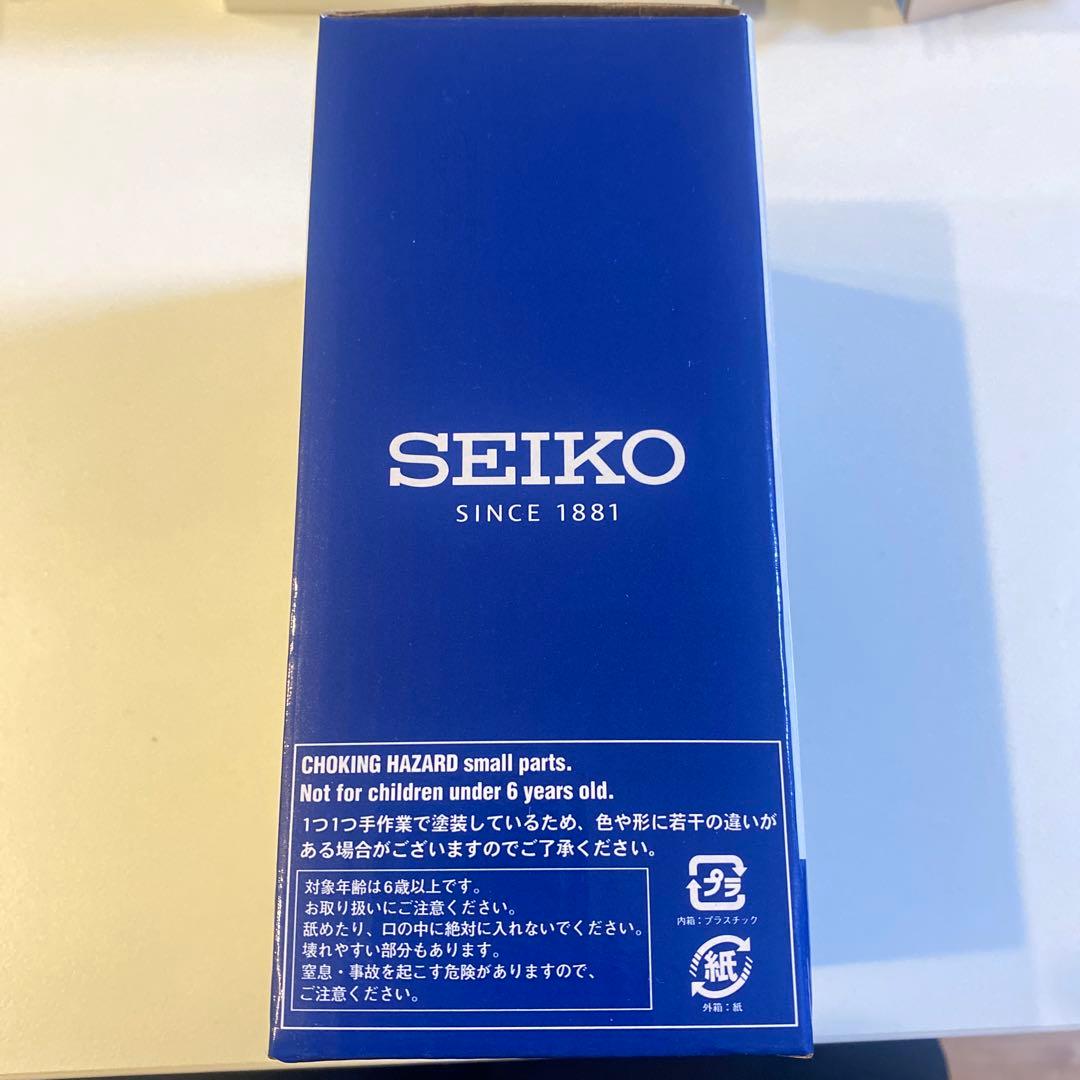 SEIKO
SINCE 1881
CHOKING HAZARD small parts.
Not for children under 6 years old.
1つ1つ手作業で塗装しているため、色や形に若干の違いが
ある場合がございますのでご了承ください。
対象年齢は6歳以上です。
お取り扱いにご注意ください。
舐めたり、口の中に絶対に入れないでください。
壊れやすい部分もあります。
窒息・事故を起こす危険がありますので、
ご注意ください。
プラ
内箱：プラスチック
紙
外箱：紙